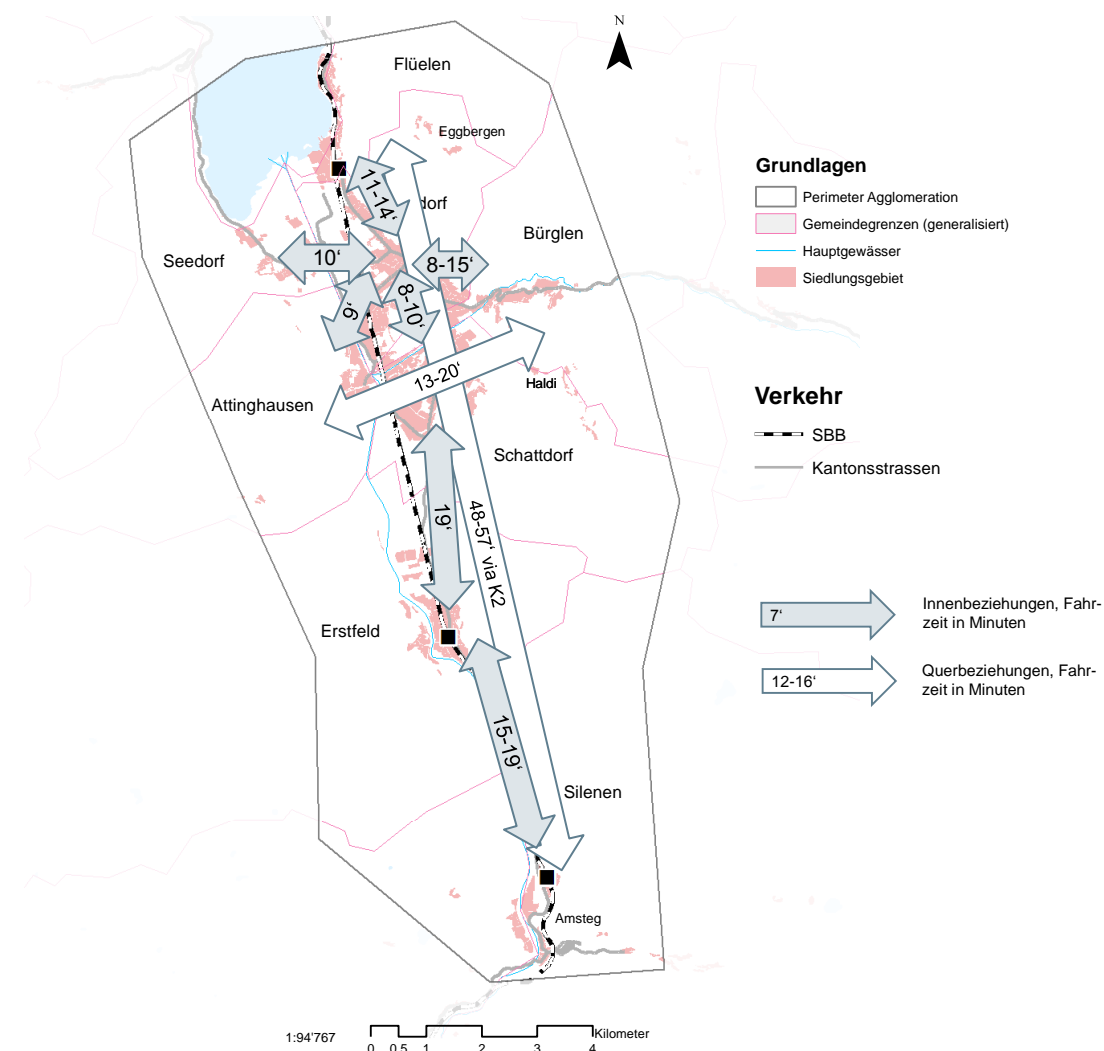 N
Flüelen
Eggbergen
11-14‘
dorf
Bürglen
Seedorf
10‘
8-15‘
8-10‘
9‘
13-20‘
Haldi
Attinghausen
Schattdorf
19‘
48-57‘ via K2
Erstfeld
15-19‘
Silenen
Amsteg
1:94'767
Kilometer
0 0.5 1 2 3 4
Grundlagen
Perimeter Agglomeration
Gemeindegrenzen (generalisiert)
Hauptgewässer
Siedlungsgebiet
Verkehr
SBB
Kantonsstrassen
7‘
Innenbeziehungen, Fahr-
zeit in Minuten
12-16‘
Querbeziehungen, Fahr-
zeit in Minuten